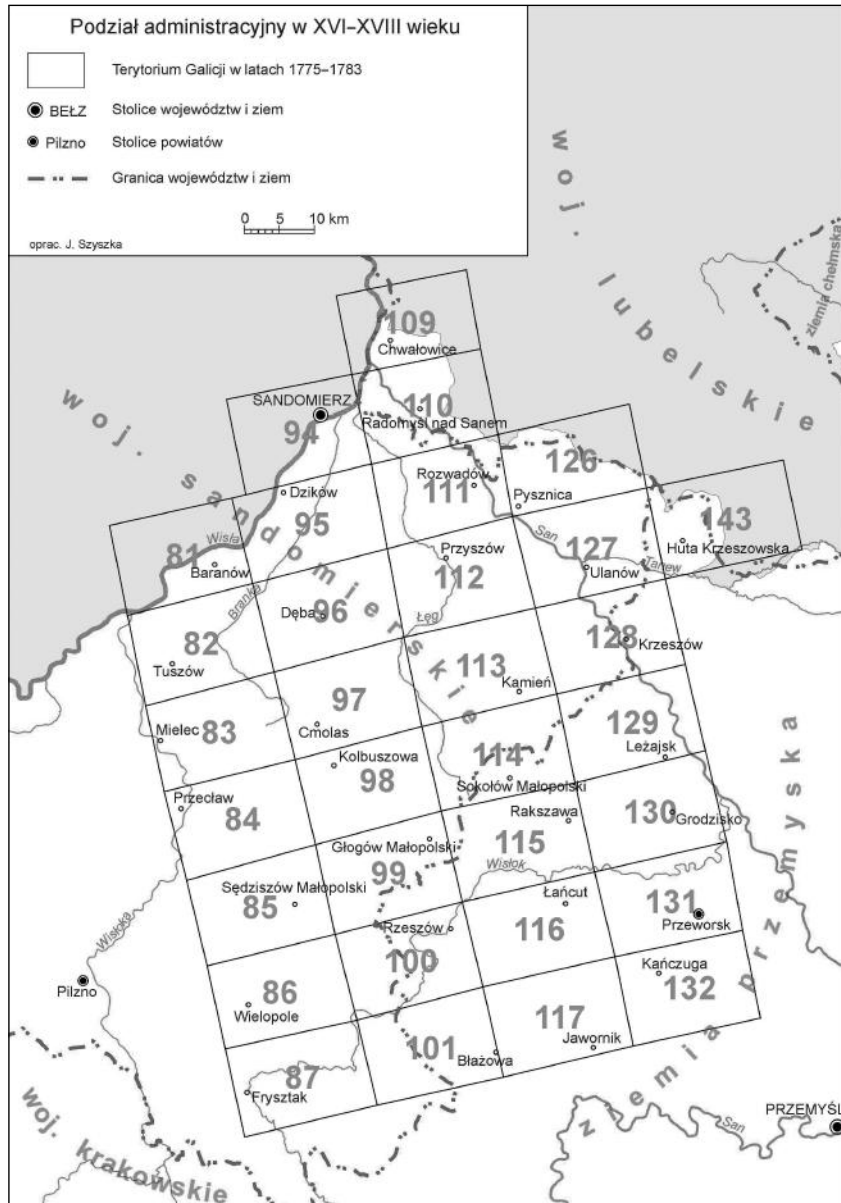 Podział administracyjny w XVI–XVIII wieku
Terytorium Galicji w latach 1775–1783
BEŁZ Stolice województw i ziem
Pilzno Stolice powiatów
Granica województw i ziem
0 5 10 km
oprac. J. Szyszka
woj. lubelskie
ziemia chełmska
woj. sandomierskie
109
Chwałowice
SANDOMIERZ
94
110
Radomyśl nad Sanem
126
Rozwadów
111
Dzików
Pysznica
95
143
81
Wisła
San
Przyszów
127
Huta Krzeszowska
Baranów
112
Ulanów
Tanew
Branka
Dęba
96
Łęg
82
128
Krzeszów
Tuszów
113
Kamień
97
129
Mielec
83
Cmolas
Leżajsk
Kolbuszowa
114
98
Sokołów Małopolski
Przecław
84
Rakszawa
130
Grodzisko
115
Głogów Małopolski
99
Wisłok
Sędziszów Małopolski
85
Łańcut
131
116
Przeworsk
Rzeszów
100
Wisłoka
Kańczuga
132
Pilzno
86
Wielopole
117
101
Błażowa
Jawornik
87
Frysztak
ziemia przemyska
PRZEMYŚL
San
woj. krakowskie